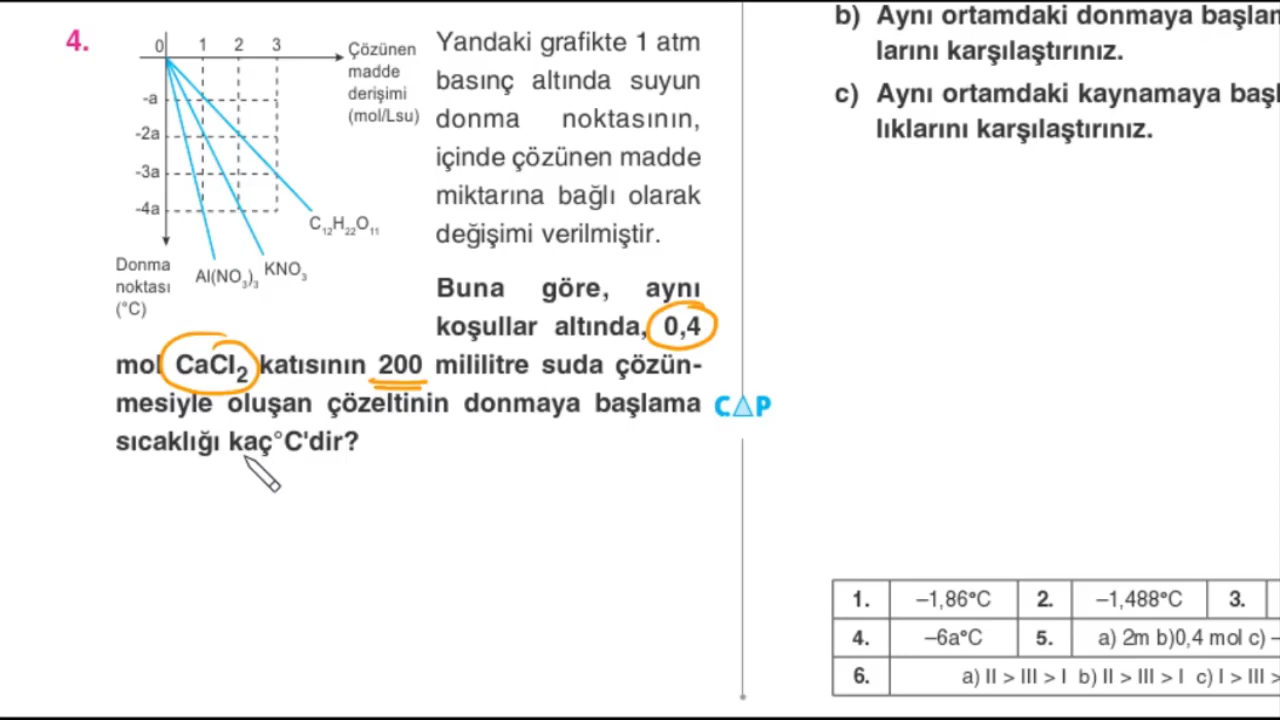 4.
0 1 2 3
Çözünen
madde
derişimi
(mol/Lsu)
-a
-2a
-3a
-4a
C12H22O11
KNO3
Al(NO3)3
Donma
noktası
(°C)
Yandaki grafikte 1 atm
basınç altında suyun
donma noktasının,
içinde çözünen madde
miktarına bağlı olarak
değişimi verilmiştir.
Buna göre, aynı
koşullar altında, 0,4
mol CaCl2 katısının 200 mililitre suda çözün-
mesiyle oluşan çözeltinin donmaya başlama
sıcaklığı kaç°C'dir?
CAP
b) Aynı ortamdaki donmaya
larını karşılaştırınız.
c) Aynı ortamdaki kaynamaya
lıklarını karşılaştırınız.
1. –1,86°C 2. –1,488°C 3.
4. –6a°C 5. a) 2m b)0,4 mol c) –
6. a) II > III > I b) II > III > I c) I > III >